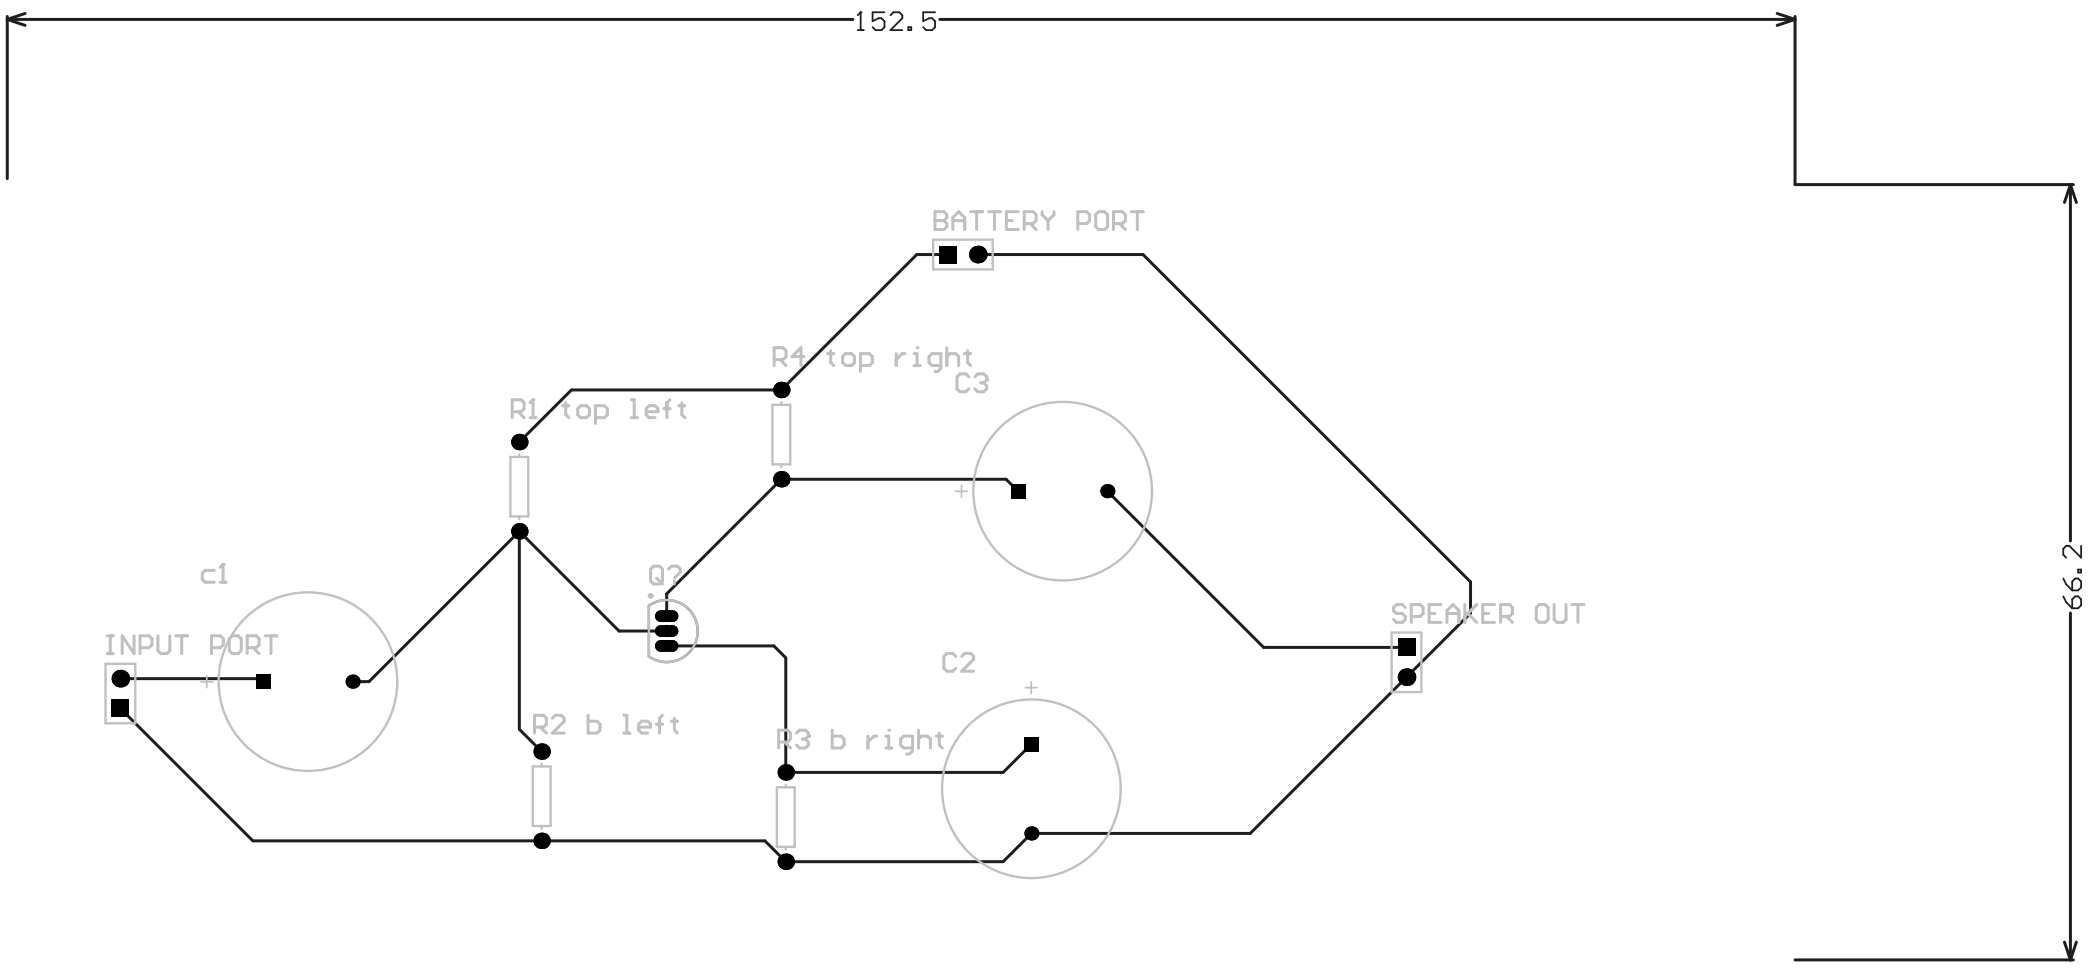 152.5
BATTERY PORT
R4 top right
C3
R1 top left
66.2
Q?
c1
SPEAKER OUT
INPUT PORT
C2
R2 b left
R3 b right